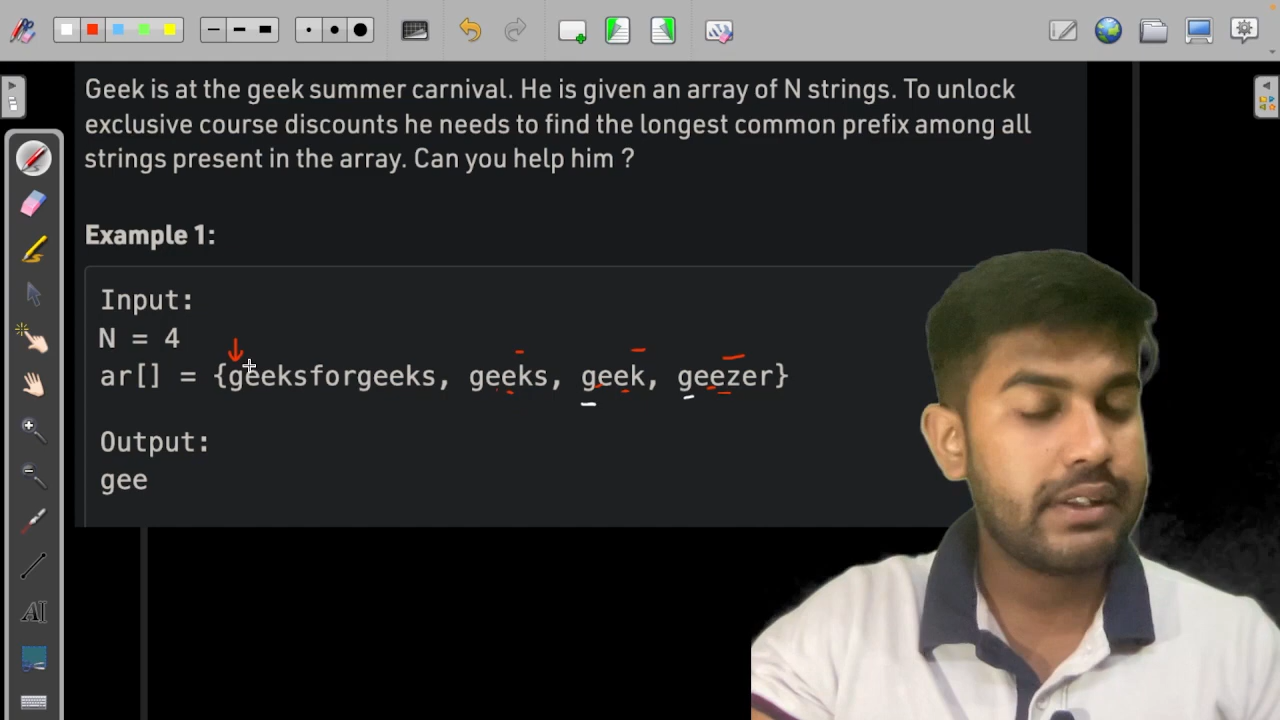 Geek is at the geek summer carnival. He is given an array of N strings. To unlock
exclusive course discounts he needs to find the longest common prefix among all
strings present in the array. Can you help him ?
Example 1:
Input:
N = 4
ar[] = {geeksforgeeks, geeks, geek, geezer}
Output:
gee
AI